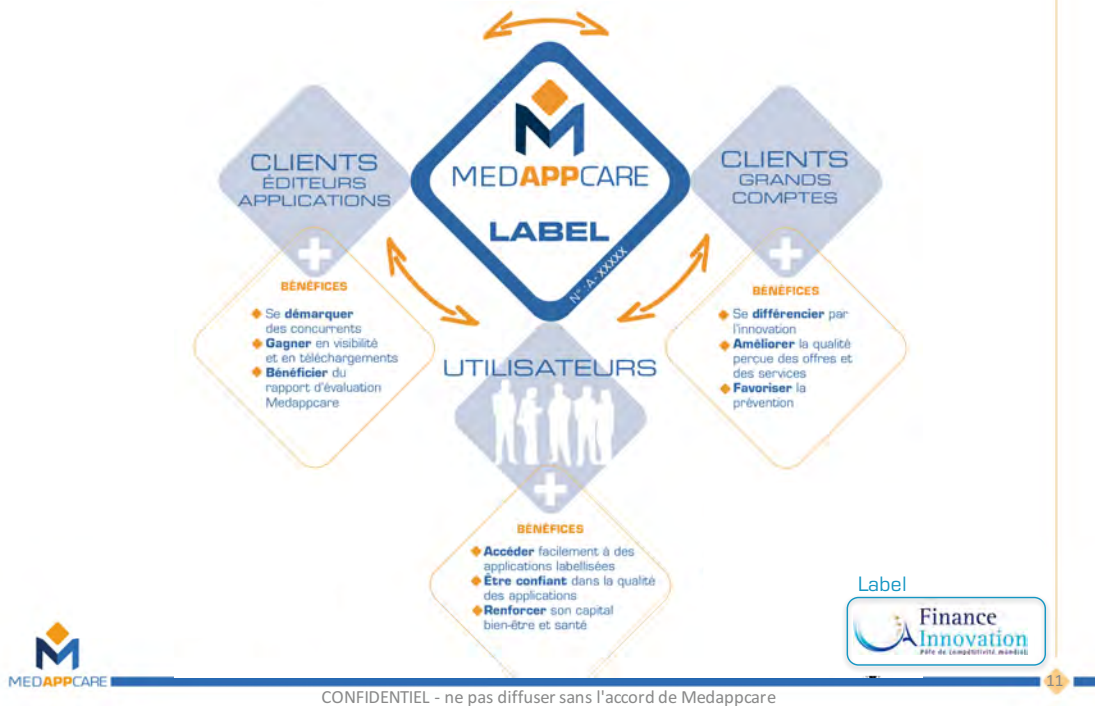 MEDAPPCARE
LABEL
N° : A - XXXXX
CLIENTS
ÉDITEURS
APPLICATIONS
BÉNÉFICES
Se démarquer
des concurrents
Gagner en visibilité
et en téléchargements
Bénéficier du
rapport d'évaluation
Medappcare
CLIENTS
GRANDS
COMPTES
BÉNÉFICES
Se différencier par
l'innovation
Améliorer la qualité
perçue des offres et
des services
Favoriser la
prévention
UTILISATEURS
BÉNÉFICES
Accéder facilement à des
applications labellisées
Être confiant dans la qualité
des applications
Renforcer son capital
bien-être et santé
Label
Finance
Innovation
Pôle de compétitivité mondial
MEDAPPCARE
11
CONFIDENTIEL - ne pas diffuser sans l'accord de Medappcare